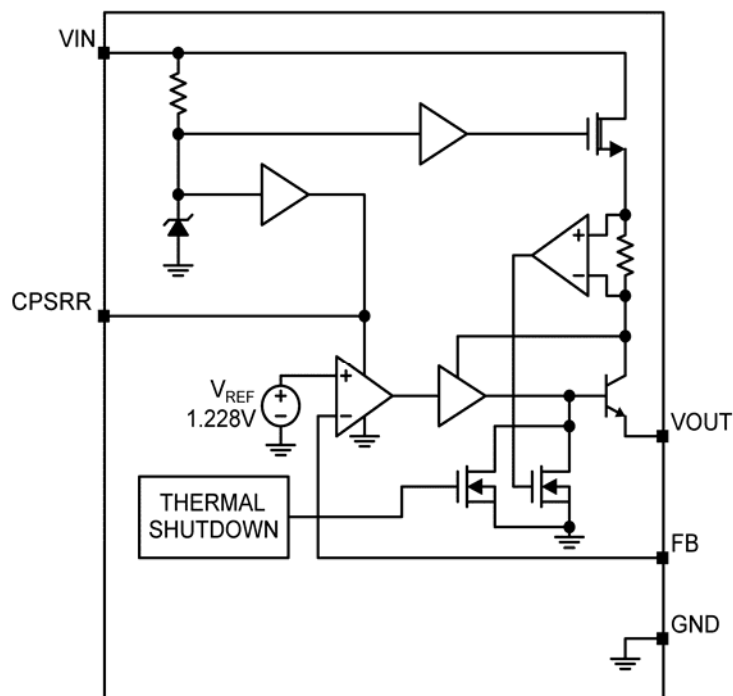 VIN
+
−
CPSRR
VREF
1.228V
+
−
+
−
VOUT
THERMAL
SHUTDOWN
FB
GND